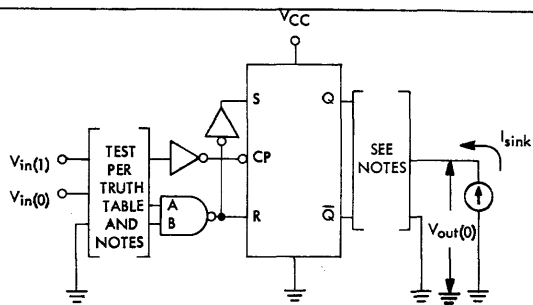 VCC
S
Q
Vin(1)
TEST
PER
TRUTH
TABLE
AND
NOTES
CP
SEE
NOTES
Isink
Vin(0)
A
B
R
Q̅
Vout(0)